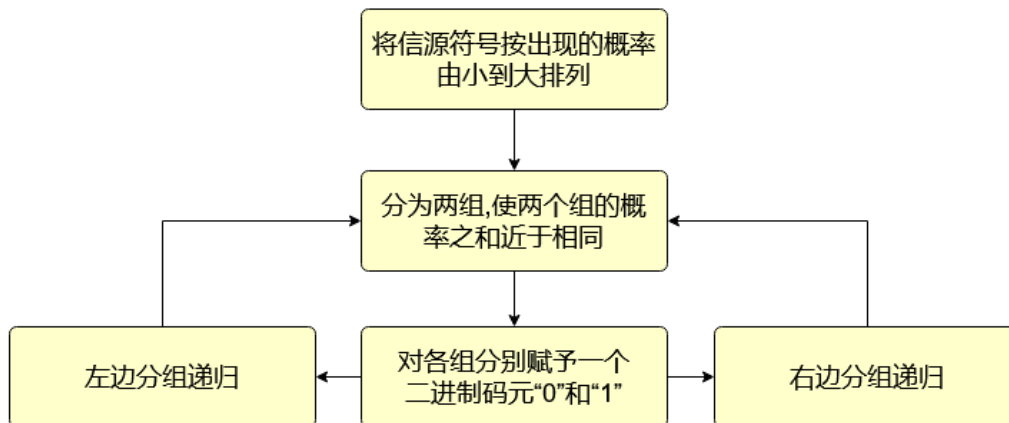 将信源符号按出现的概率
由小到大排列
分为两组,使两个组的概
率之和近于相同
左边分组递归
对各组分别赋予一个
二进制码元“0”和“1”
右边分组递归